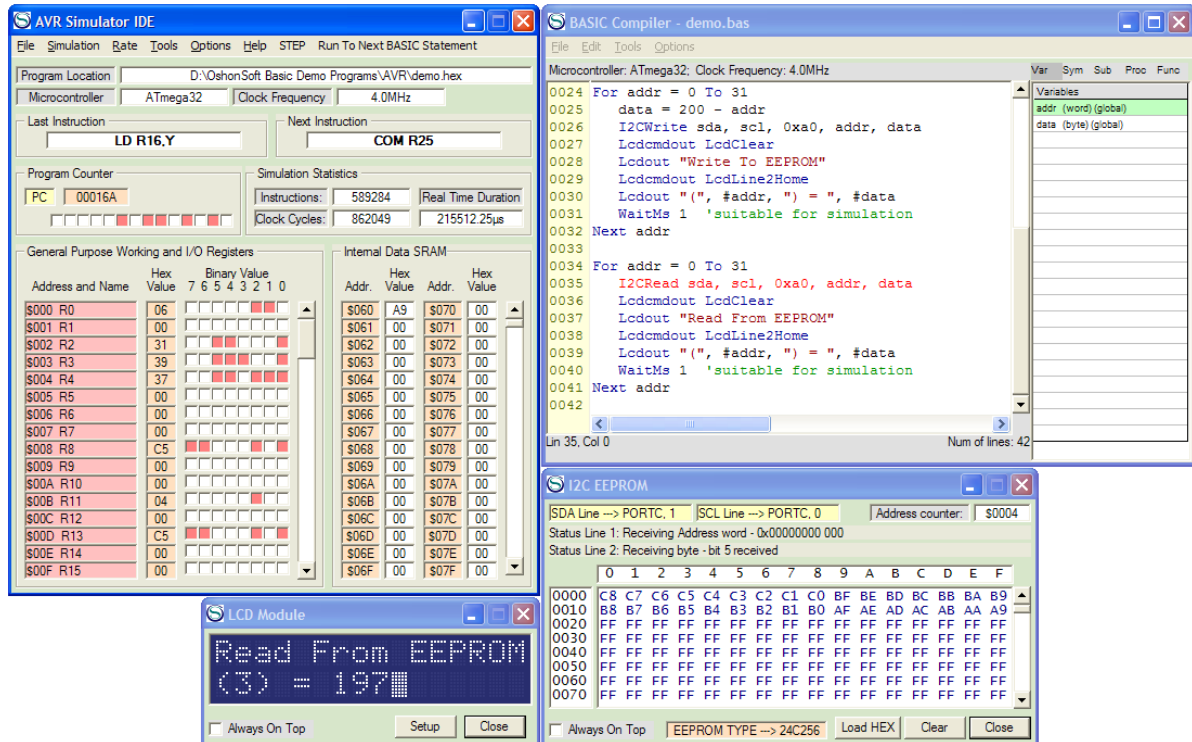 AVR Simulator IDE
File Simulation Rate Tools Options Help STEP Run To Next BASIC Statement
Program Location D:\OshonSoft Basic Demo Programs\AVR\demo.hex
Microcontroller ATmega32 Clock Frequency 4.0MHz
Last Instruction Next Instruction
LD R16,Y COM R25
Program Counter Simulation Statistics
PC 00016A Instructions: 589284 Real Time Duration
Clock Cycles: 862049 215512.25µs
General Purpose Working and I/O Registers Internal Data SRAM
Hex Binary Value Hex Hex
Address and Name Value 7 6 5 4 3 2 1 0 Addr. Value Addr. Value
$000 R0 06 $060 A9 $070 00
$001 R1 00 $061 00 $071 00
$002 R2 31 $062 00 $072 00
$003 R3 39 $063 00 $073 00
$004 R4 37 $064 00 $074 00
$005 R5 00 $065 00 $075 00
$006 R6 00 $066 00 $076 00
$007 R7 00 $067 00 $077 00
$008 R8 C5 $068 00 $078 00
$009 R9 00 $069 00 $079 00
$00A R10 00 $06A 00 $07A 00
$00B R11 04 $06B 00 $07B 00
$00C R12 00 $06C 00 $07C 00
$00D R13 C5 $06D 00 $07D 00
$00E R14 00 $06E 00 $07E 00
$00F R15 00 $06F 00 $07F 00
BASIC Compiler - demo.bas
File Edit Tools Options
Microcontroller: ATmega32; Clock Frequency: 4.0MHz
Var Sym Sub Proc Func
Variables
addr (word) (global)
data (byte) (global)
0024 For addr = 0 To 31
0025 data = 200 - addr
0026 I2CWrite sda, scl, 0xa0, addr, data
0027 Lcdcmdout LcdClear
0028 Lcdout "Write To EEPROM"
0029 Lcdcmdout LcdLine2Home
0030 Lcdout "(", #addr, ") = ", #data
0031 WaitMs 1 'suitable for simulation
0032 Next addr
0033
0034 For addr = 0 To 31
0035 I2CRead sda, scl, 0xa0, addr, data
0036 Lcdcmdout LcdClear
0037 Lcdout "Read From EEPROM"
0038 Lcdcmdout LcdLine2Home
0039 Lcdout "(", #addr, ") = ", #data
0040 WaitMs 1 'suitable for simulation
0041 Next addr
0042
Lin 35, Col 0 Num of lines: 42
I2C EEPROM
SDA Line ---> PORTC, 1 SCL Line ---> PORTC, 0 Address counter: $0004
Status Line 1: Receiving Address word - 0x00000000 000
Status Line 2: Receiving byte - bit 5 received
0 1 2 3 4 5 6 7 8 9 A B C D E F
0000 C8 C7 C6 C5 C4 C3 C2 C1 C0 BF BE BD BC BB BA B9
0010 B8 B7 B6 B5 B4 B3 B2 B1 B0 AF AE AD AC AB AA A9
0020 FF FF FF FF FF FF FF FF FF FF FF FF FF FF FF FF
0030 FF FF FF FF FF FF FF FF FF FF FF FF FF FF FF FF
0040 FF FF FF FF FF FF FF FF FF FF FF FF FF FF FF FF
0050 FF FF FF FF FF FF FF FF FF FF FF FF FF FF FF FF
0060 FF FF FF FF FF FF FF FF FF FF FF FF FF FF FF FF
0070 FF FF FF FF FF FF FF FF FF FF FF FF FF FF FF FF
Always On Top EEPROM TYPE ---> 24C256 Load HEX Clear Close
LCD Module
Read From EEPROM
(3) = 197
Always On Top Setup Close